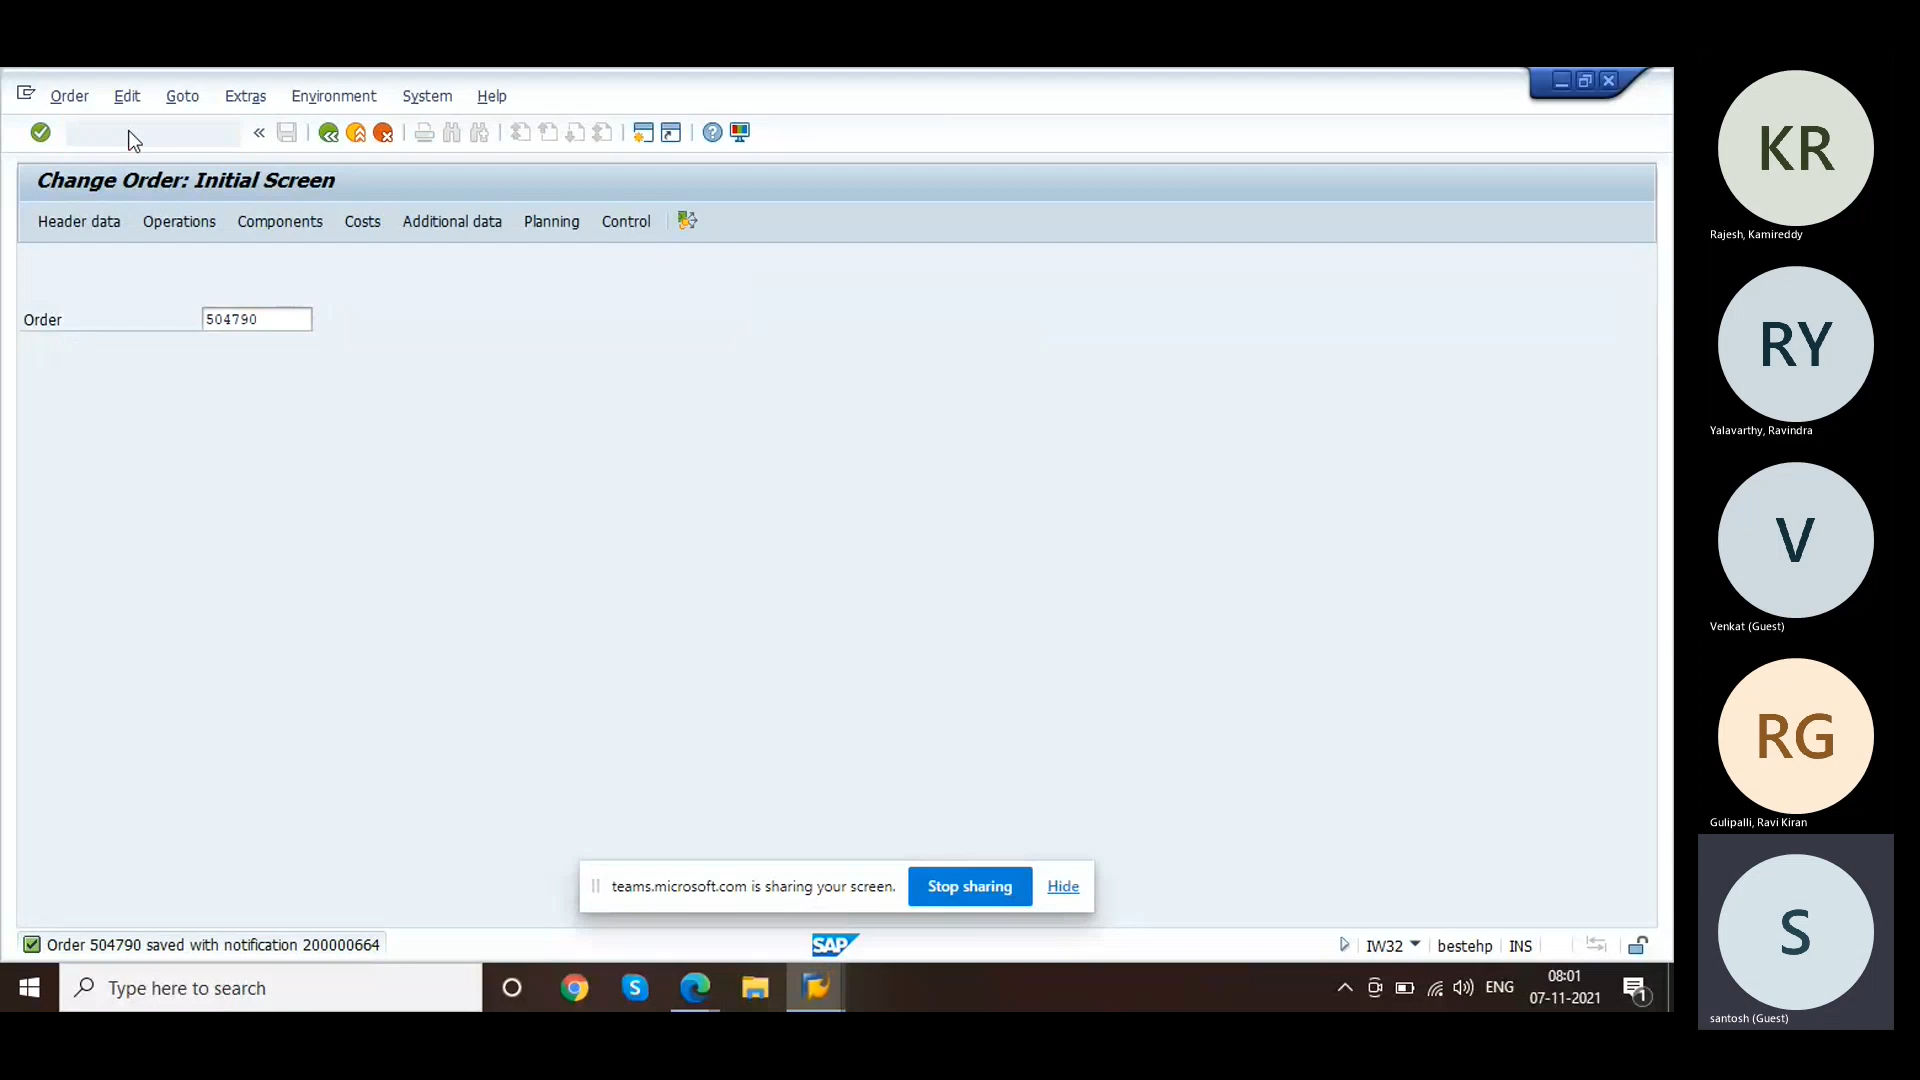 Order Edit Goto Extras Environment System Help
«
Change Order: Initial Screen
Header data Operations Components Costs Additional data Planning Control
Order 504790
teams.microsoft.com is sharing your screen. Stop sharing Hide
Order 504790 saved with notification 200000664
SAP
IW32 bestehp INS
Type here to search
S
ENG
08:01
07-11-2021
1
KR
Rajesh, Kamireddy
RY
Yalavarthy, Ravindra
V
Venkat (Guest)
RG
Gulipalli, Ravi Kiran
S
santosh (Guest)